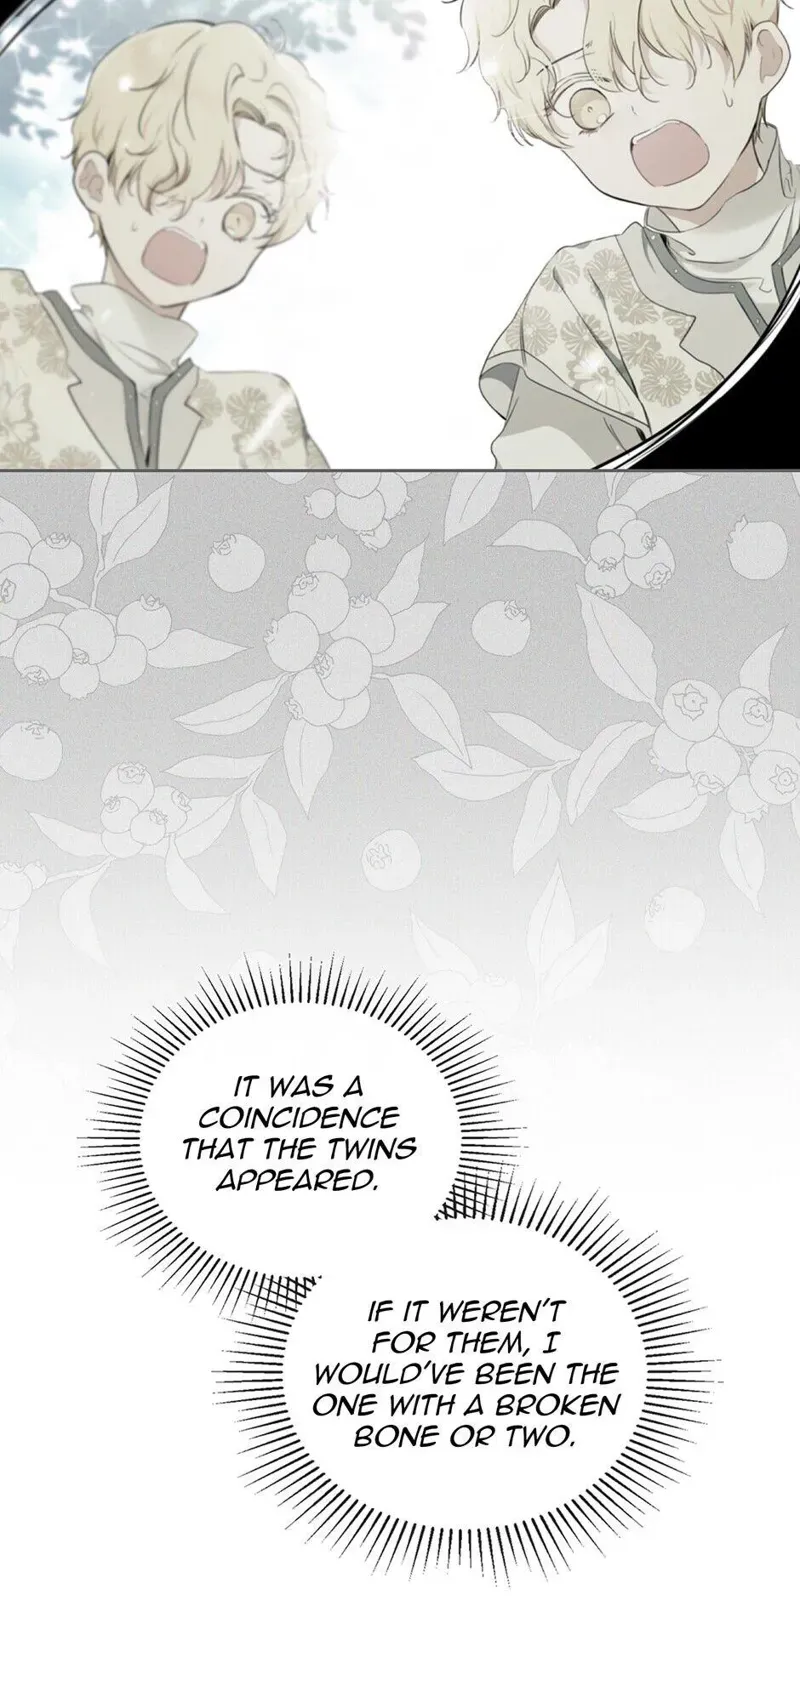 IT WAS A
COINCIDENCE
THAT THE TWINS
APPEARED.
IF IT WEREN'T
FOR THEM, I
WOULD'VE BEEN THE
ONE WITH A BROKEN
BONE OR TWO.